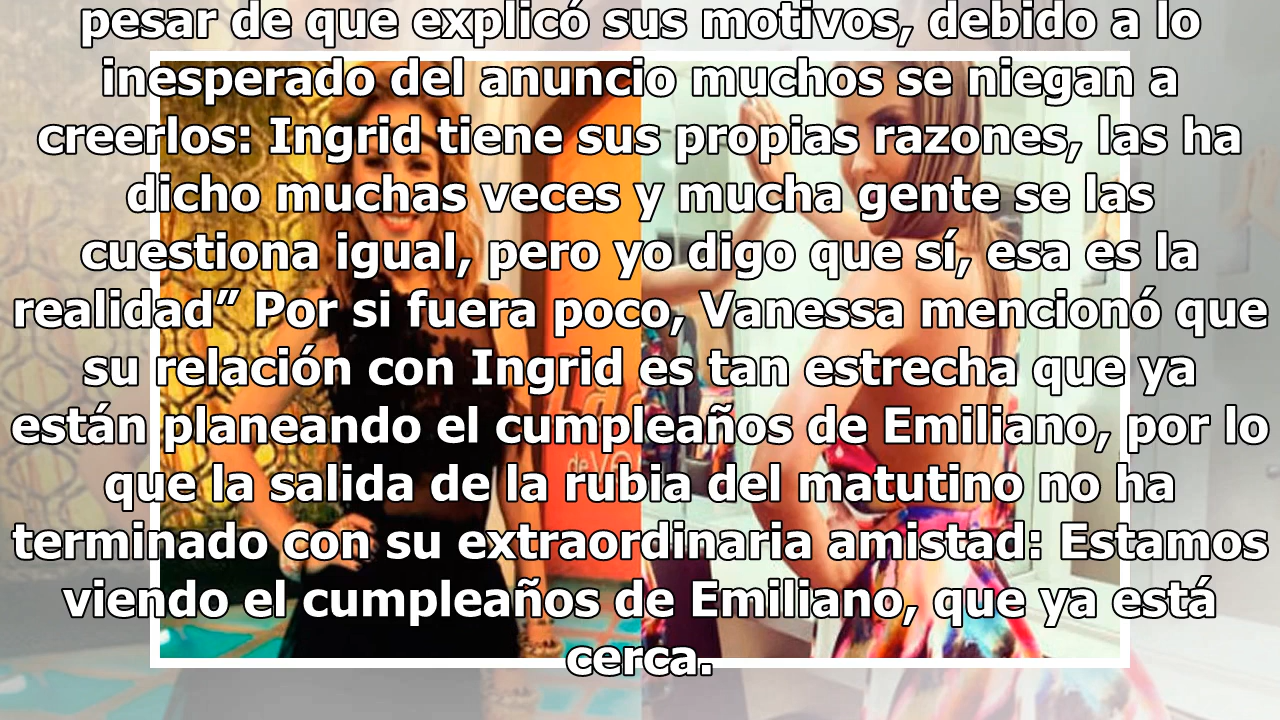 pesar de que explicó sus motivos, debido a lo
inesperado del anuncio muchos se niegan a
creerlos: Ingrid tiene sus propias razones, las ha
dicho muchas veces y mucha gente se las
cuestiona igual, pero yo digo que sí, esa es la
realidad” Por si fuera poco, Vanessa mencionó que
su relación con Ingrid es tan estrecha que ya
están planeando el cumpleaños de Emiliano, por lo
que la salida de la rubia del matutino no ha
terminado con su extraordinaria amistad: Estamos
viendo el cumpleaños de Emiliano, que ya está
cerca.